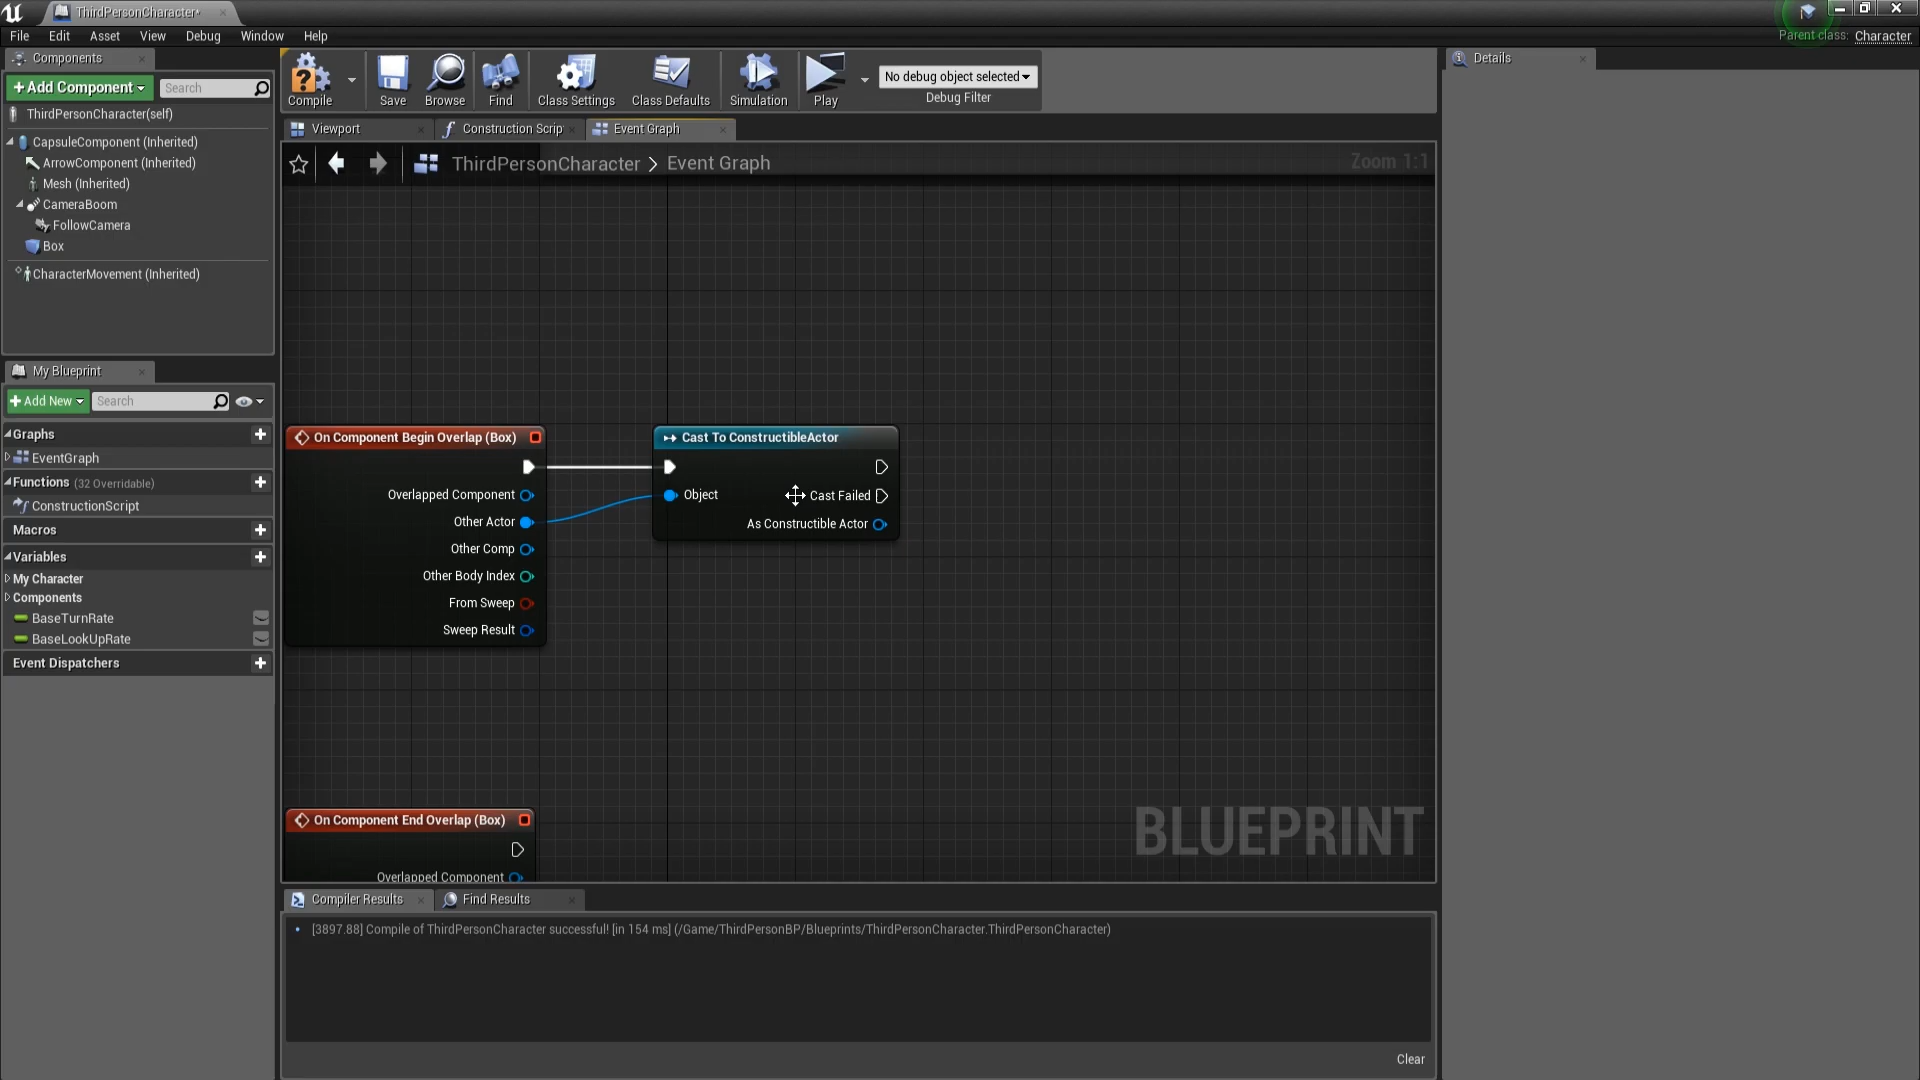 ThirdPersonCharacter*
File Edit Asset View Debug Window Help
Parent class: Character
Components
+Add Component
Search
ThirdPersonCharacter(self)
CapsuleComponent (Inherited)
ArrowComponent (Inherited)
Mesh (Inherited)
CameraBoom
FollowCamera
Box
CharacterMovement (Inherited)
My Blueprint
+Add New
Search
Graphs
EventGraph
Functions (32 Overridable)
ConstructionScript
Macros
Variables
My Character
Components
BaseTurnRate
BaseLookUpRate
Event Dispatchers
Compile
Save
Browse
Find
Class Settings
Class Defaults
Simulation
Play
No debug object selected
Debug Filter
Viewport
Construction Scrip
Event Graph
ThirdPersonCharacter > Event Graph
Zoom 1:1
On Component Begin Overlap (Box)
Overlapped Component
Other Actor
Other Comp
Other Body Index
From Sweep
Sweep Result
Cast To ConstructibleActor
Object
Cast Failed
As Constructible Actor
On Component End Overlap (Box)
Overlapped Component
BLUEPRINT
Compiler Results
Find Results
[3897.88] Compile of ThirdPersonCharacter successful! [in 154 ms] (/Game/ThirdPersonBP/Blueprints/ThirdPersonCharacter.ThirdPersonCharacter)
Clear
Details